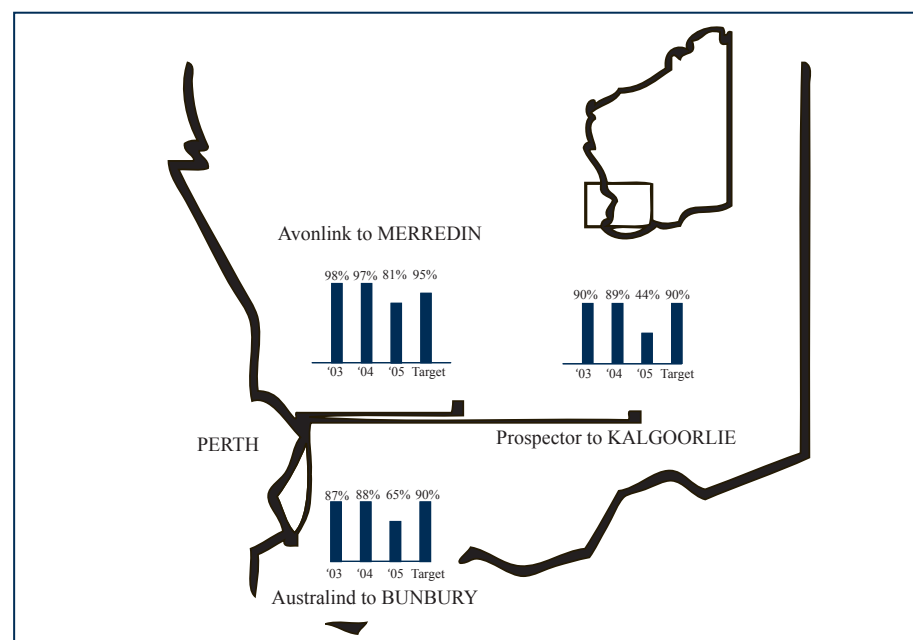 Avonlink to MERREDIN
98% 97% 81% 95%
‘03 ‘04 ‘05 Target
90% 89% 44% 90%
‘03 ‘04 ‘05 Target
PERTH
Prospector to KALGOORLIE
87% 88% 65% 90%
‘03 ‘04 ‘05 Target
Australind to BUNBURY